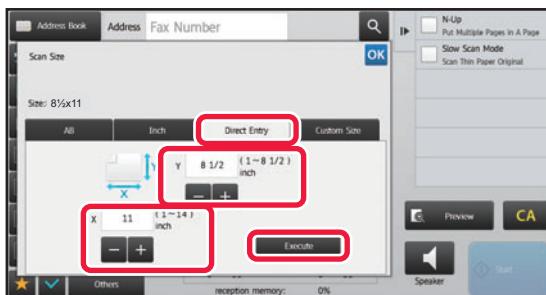 Address Book Address Fax Number
N-Up
Put Multiple Pages in A Page
Slow Scan Mode
Scan Thin Paper Original
Scan Size
OK
Size: 8½x11
AB Inch Direct Entry Custom Size
Y
Y 8 1/2 (1~8 1/2) inch
− +
X
X 11 (1~14) inch
− +
Execute
Preview CA
Speaker Start
Others
reception memory: 0%